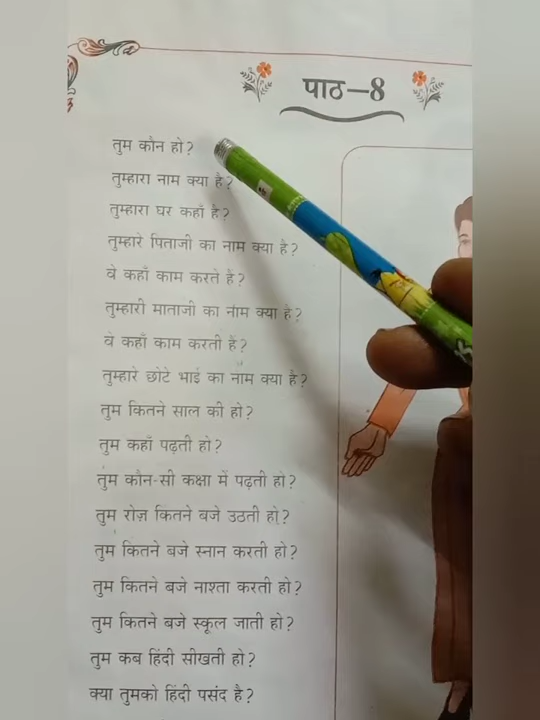 पाठ—8
तुम कौन हो?
तुम्हारा नाम क्या है?
तुम्हारा घर कहाँ है?
तुम्हारे पिताजी का नाम क्या है?
वे कहाँ काम करते हैं?
तुम्हारी माताजी का नाम क्या है?
वे कहाँ काम करती हैं?
तुम्हारे छोटे भाई का नाम क्या है?
तुम कितने साल की हो?
तुम कहाँ पढ़ती हो?
तुम कौन-सी कक्षा में पढ़ती हो?
तुम रोज़ कितने बजे उठती हो?
तुम कितने बजे स्नान करती हो?
तुम कितने बजे नाश्ता करती हो?
तुम कितने बजे स्कूल जाती हो?
तुम कब हिंदी सीखती हो?
क्या तुमको हिंदी पसंद है?